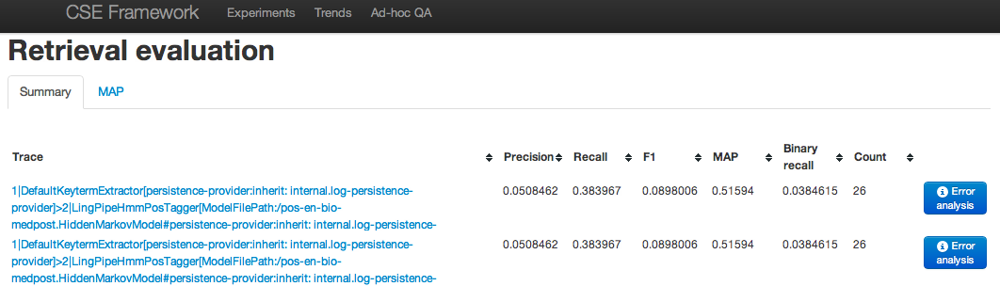 CSE Framework Experiments Trends Ad-hoc QA
Retrieval evaluation
Summary MAP
Trace Precision Recall F1 MAP Binary recall Count
1|DefaultKeytermExtractor[persistence-provider:inherit: internal.log-persistence- 0.0508462 0.383967 0.0898006 0.51594 0.0384615 26 Error
provider]>2|LingPipeHmmPosTagger[ModelFilePath:/pos-en-bio- analysis
medpost.HiddenMarkovModel#persistence-provider:inherit: internal.log-persistence-
1|DefaultKeytermExtractor[persistence-provider:inherit: internal.log-persistence- 0.0508462 0.383967 0.0898006 0.51594 0.0384615 26 Error
provider]>2|LingPipeHmmPosTagger[ModelFilePath:/pos-en-bio- analysis
medpost.HiddenMarkovModel#persistence-provider:inherit: internal.log-persistence-